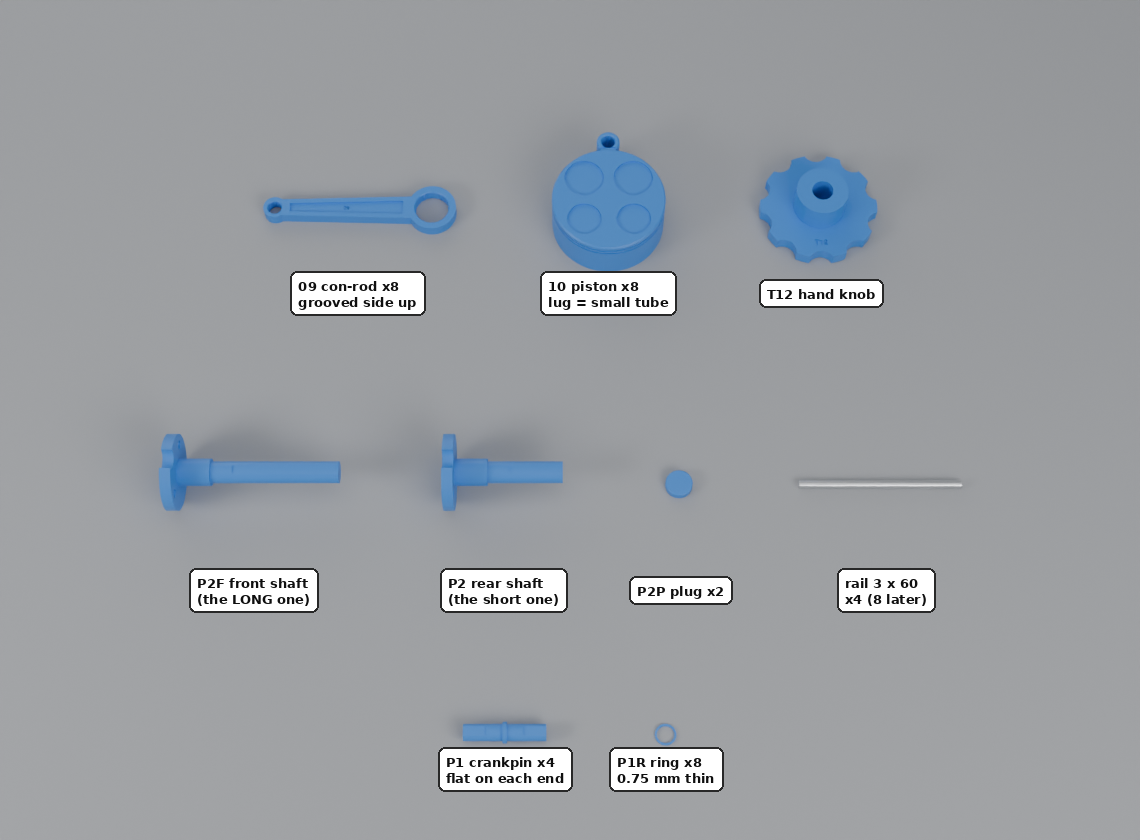 09 con-rod x8
grooved side up
10 piston x8
lug = small tube
T12 hand knob
P2F front shaft
(the LONG one)
P2 rear shaft
(the short one)
P2P plug x2
rail 3 x 60
x4 (8 later)
P1 crankpin x4
flat on each end
P1R ring x8
0.75 mm thin